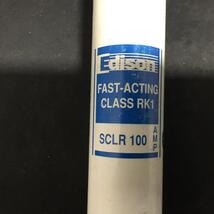 Edison
FAST-ACTING
CLASS RK1
SCLR 100 AMP